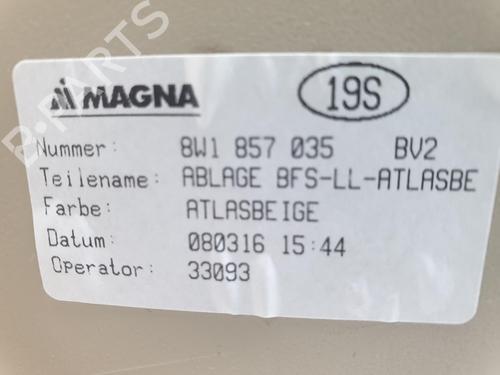 MAGNA 19S
Nummer: 8W1 857 035 BV2
Teilename: ABLAGE BFS-LL-ATLASBE
Farbe: ATLASBEIGE
Datum: 080316 15:44
Operator: 33093
B-PARTS